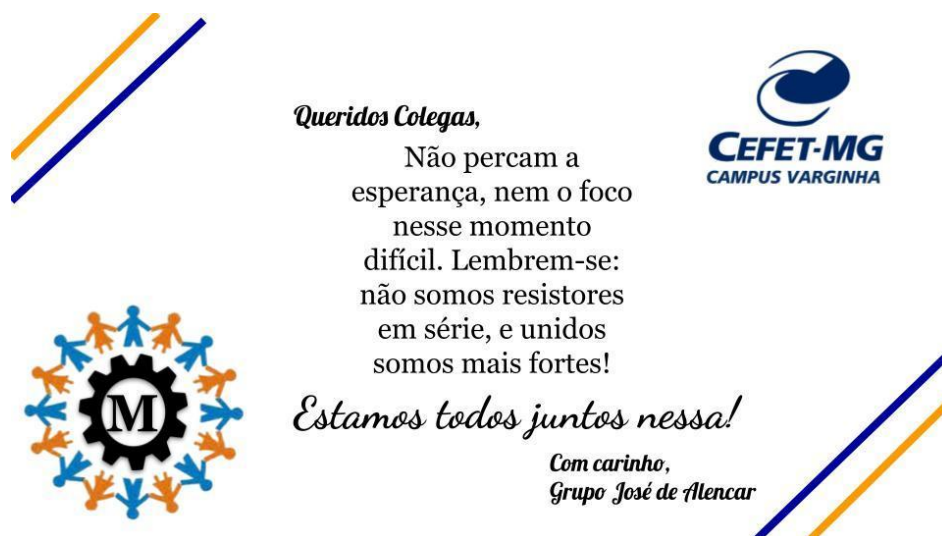 Queridos Colegas,
Não percam a
esperança, nem o foco
nesse momento
difícil. Lembrem-se:
não somos resistores
em série, e unidos
somos mais fortes!
Estamos todos juntos nessa!
Com carinho,
Grupo José de Alencar
CEFET-MG
CAMPUS VARGINHA
M